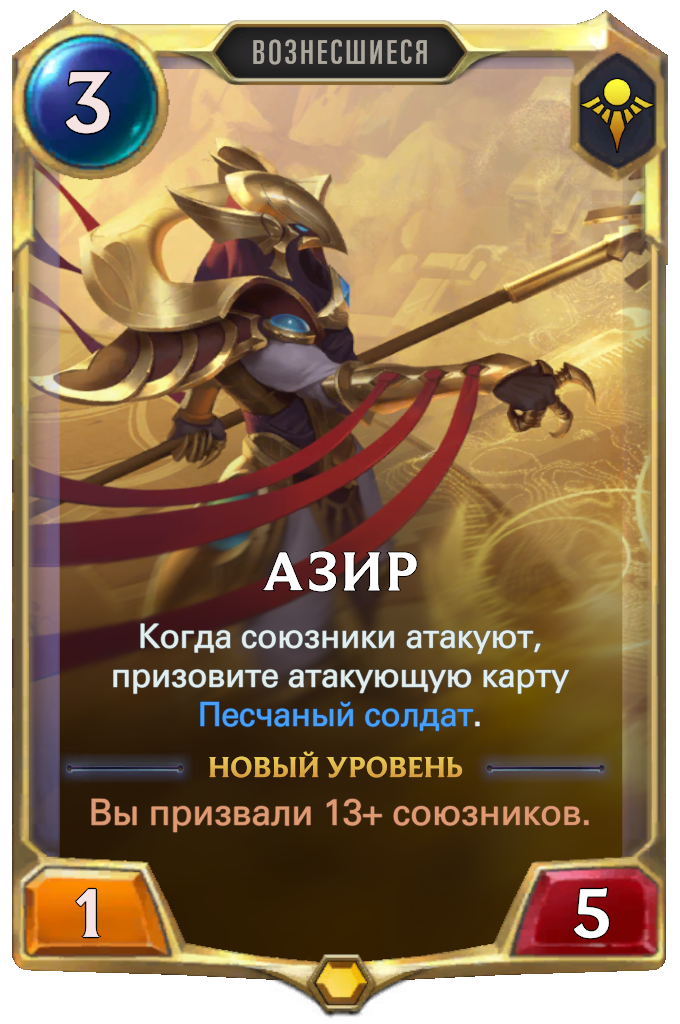 ВОЗНЕСШИЕСЯ
3
АЗИР
Когда союзники атакуют,
призовите атакующую карту
Песчаный солдат.
НОВЫЙ УРОВЕНЬ
Вы призвали 13+ союзников.
1
5